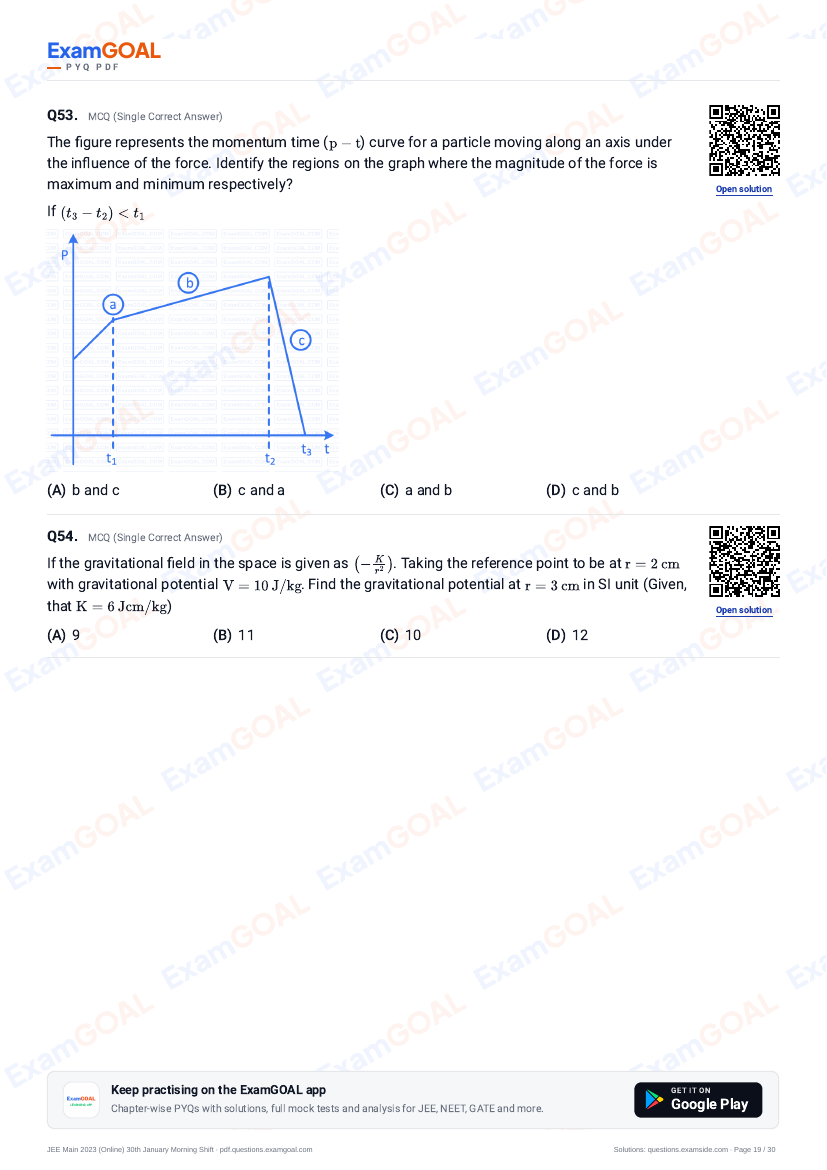 ExamGOAL
PYQ PDF
Q53. MCQ (Single Correct Answer)
The figure represents the momentum time (p − t) curve for a particle moving along an axis under
the influence of the force. Identify the regions on the graph where the magnitude of the force is
maximum and minimum respectively?
Open solution
If (t₃ − t₂) < t₁
P
a
b
c
t₁
t₂
t₃
t
(A) b and c (B) c and a (C) a and b (D) c and b
Q54. MCQ (Single Correct Answer)
If the gravitational field in the space is given as (−K/r²). Taking the reference point to be at r = 2 cm
with gravitational potential V = 10 J/kg. Find the gravitational potential at r = 3 cm in SI unit (Given,
that K = 6 Jcm/kg)
Open solution
(A) 9 (B) 11 (C) 10 (D) 12
ExamGOAL
Keep practising on the ExamGOAL app
Chapter-wise PYQs with solutions, full mock tests and analysis for JEE, NEET, GATE and more.
GET IT ON
Google Play
JEE Main 2023 (Online) 30th January Morning Shift · pdf.questions.examgoal.com
Solutions: questions.examside.com · Page 19 / 30